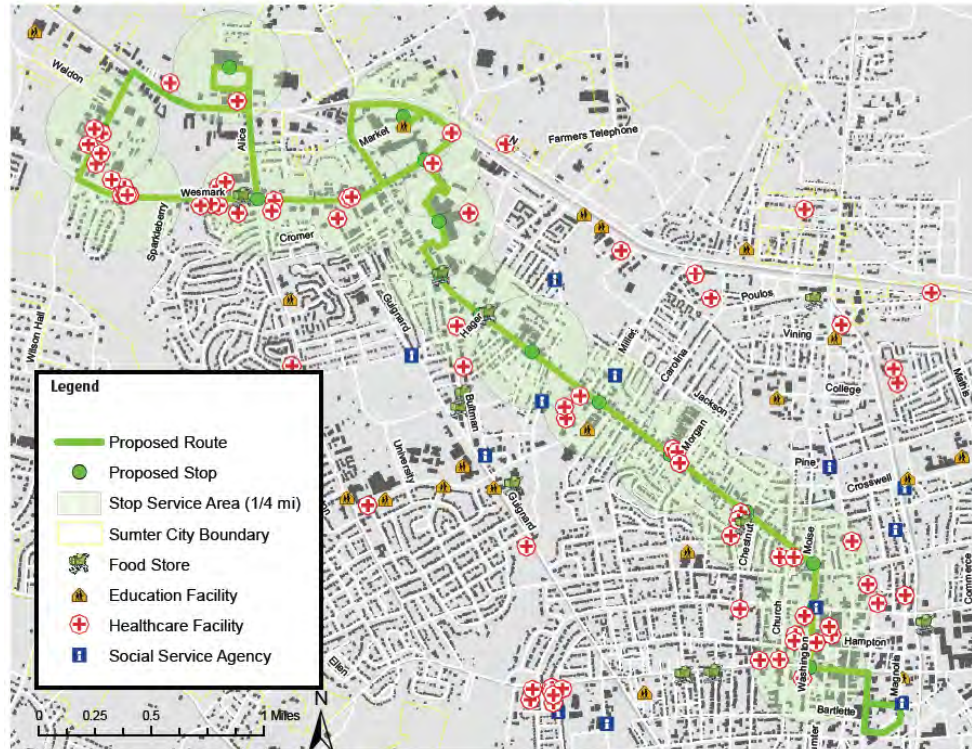 Weldon
Alice
Market
N
Farmers Telephone
Wesmark
Sparkleberry
Cromer
Guignard
Wilson Hall
Hager
Poulos
Vining
Miller
Carolina
College
Mathis
Jackson
Bultman
Morgan
University
Pine
Crosswell
Guignard
Chestnut
Moise
Commerce
Church
Hampton
Washington
Magnolia
Ellen
Bartlette
Legend
Proposed Route
Proposed Stop
Stop Service Area (1/4 mi)
Sumter City Boundary
Food Store
Education Facility
Healthcare Facility
Social Service Agency
N
0 0.25 0.5 1 Miles